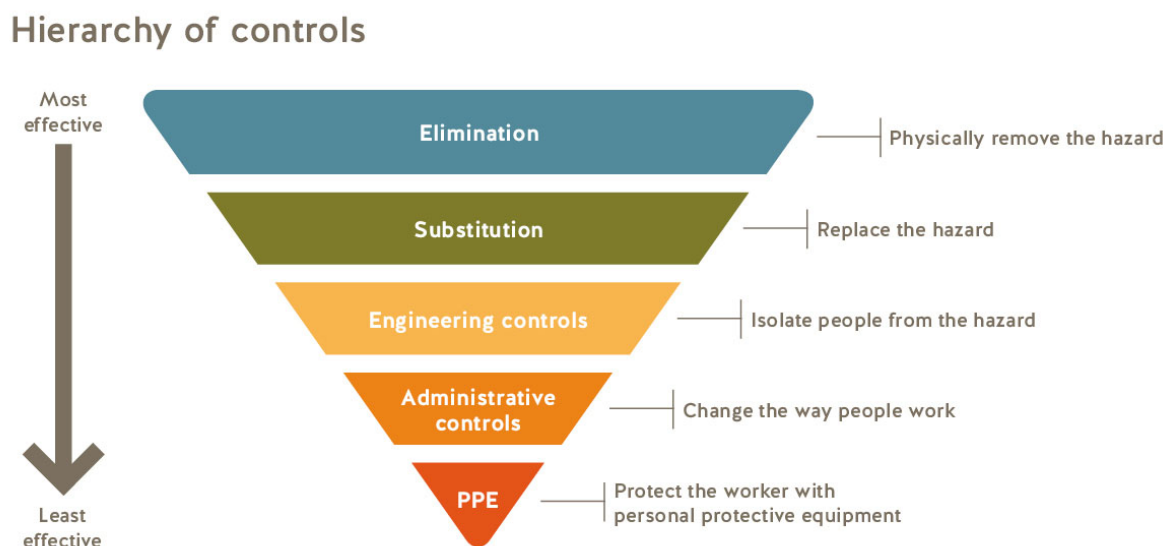 Hierarchy of controls
Most
effective
Elimination
Physically remove the hazard
Substitution
Replace the hazard
Engineering controls
Isolate people from the hazard
Administrative
controls
Change the way people work
PPE
Protect the worker with
personal protective equipment
Least
effective